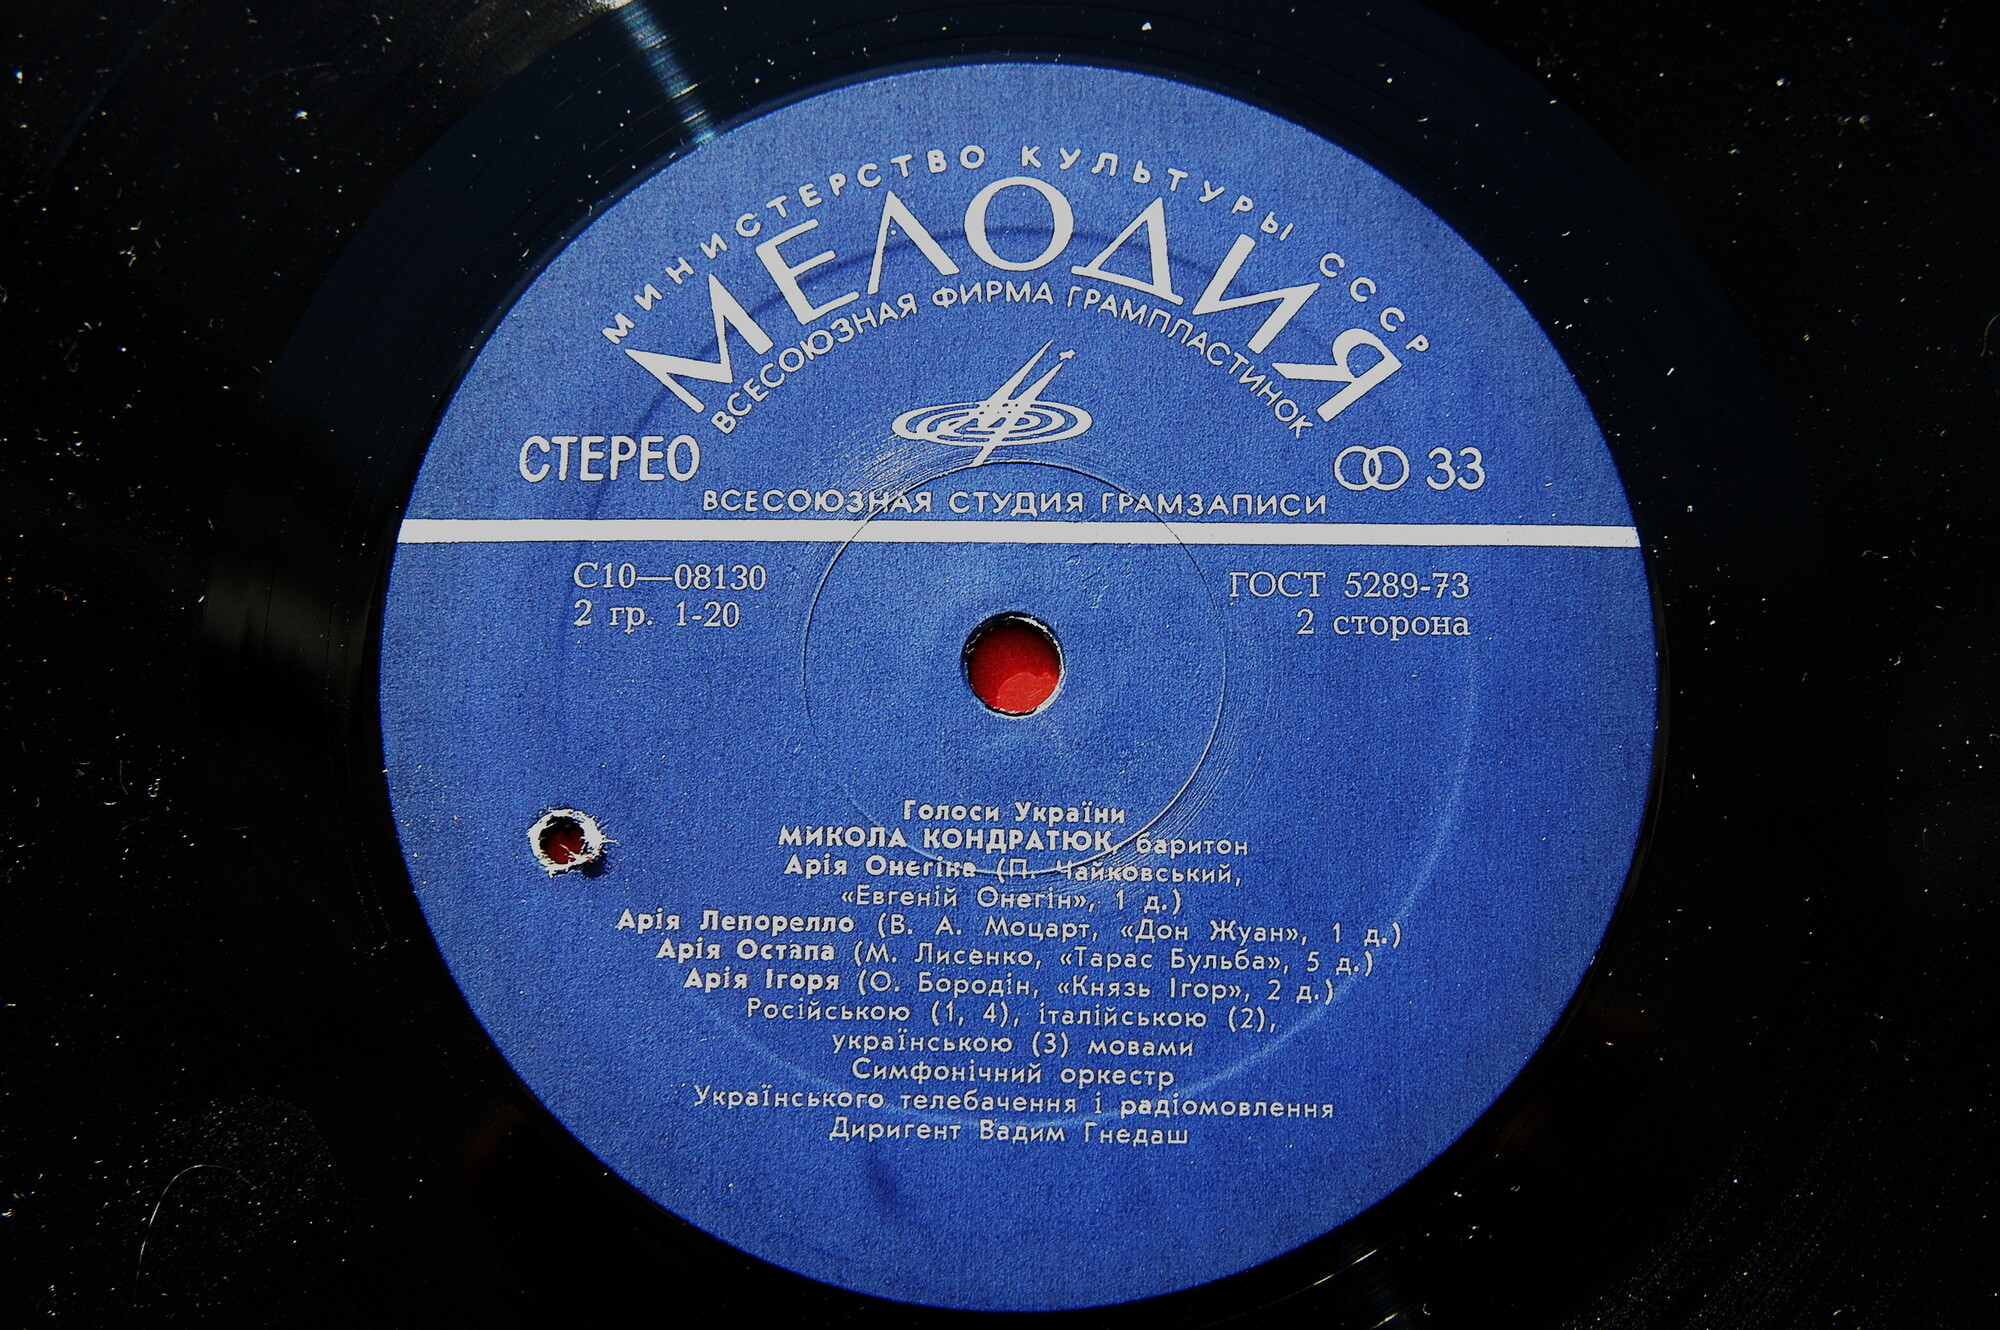 МИНИСТЕРСТВО КУЛЬТУРЫ СССР
МЕЛОДИЯ
ВСЕСОЮЗНАЯ ФИРМА ГРАМПЛАСТИНОК
СТЕРЕО
33
ВСЕСОЮЗНАЯ СТУДИЯ ГРАМЗАПИСИ
С10—08130
ГОСТ 5289-73
2 гр. 1-20
2 сторона
Голоси України
МИКОЛА КОНДРАТЮК, баритон
Арія Онегіна (П. Чайковський,
«Евгеній Онегін», 1 д.)
Арія Лепорелло (В. А. Моцарт, «Дон Жуан», 1 д.)
Арія Остапа (М. Лисенко, «Тарас Бульба», 5 д.)
Арія Ігоря (О. Бородін, «Князь Ігор», 2 д.)
Російською (1, 4), італійською (2),
українською (3) мовами
Симфонічний оркестр
Українського телебачення і радіомовлення
Диригент Вадим Гнедаш